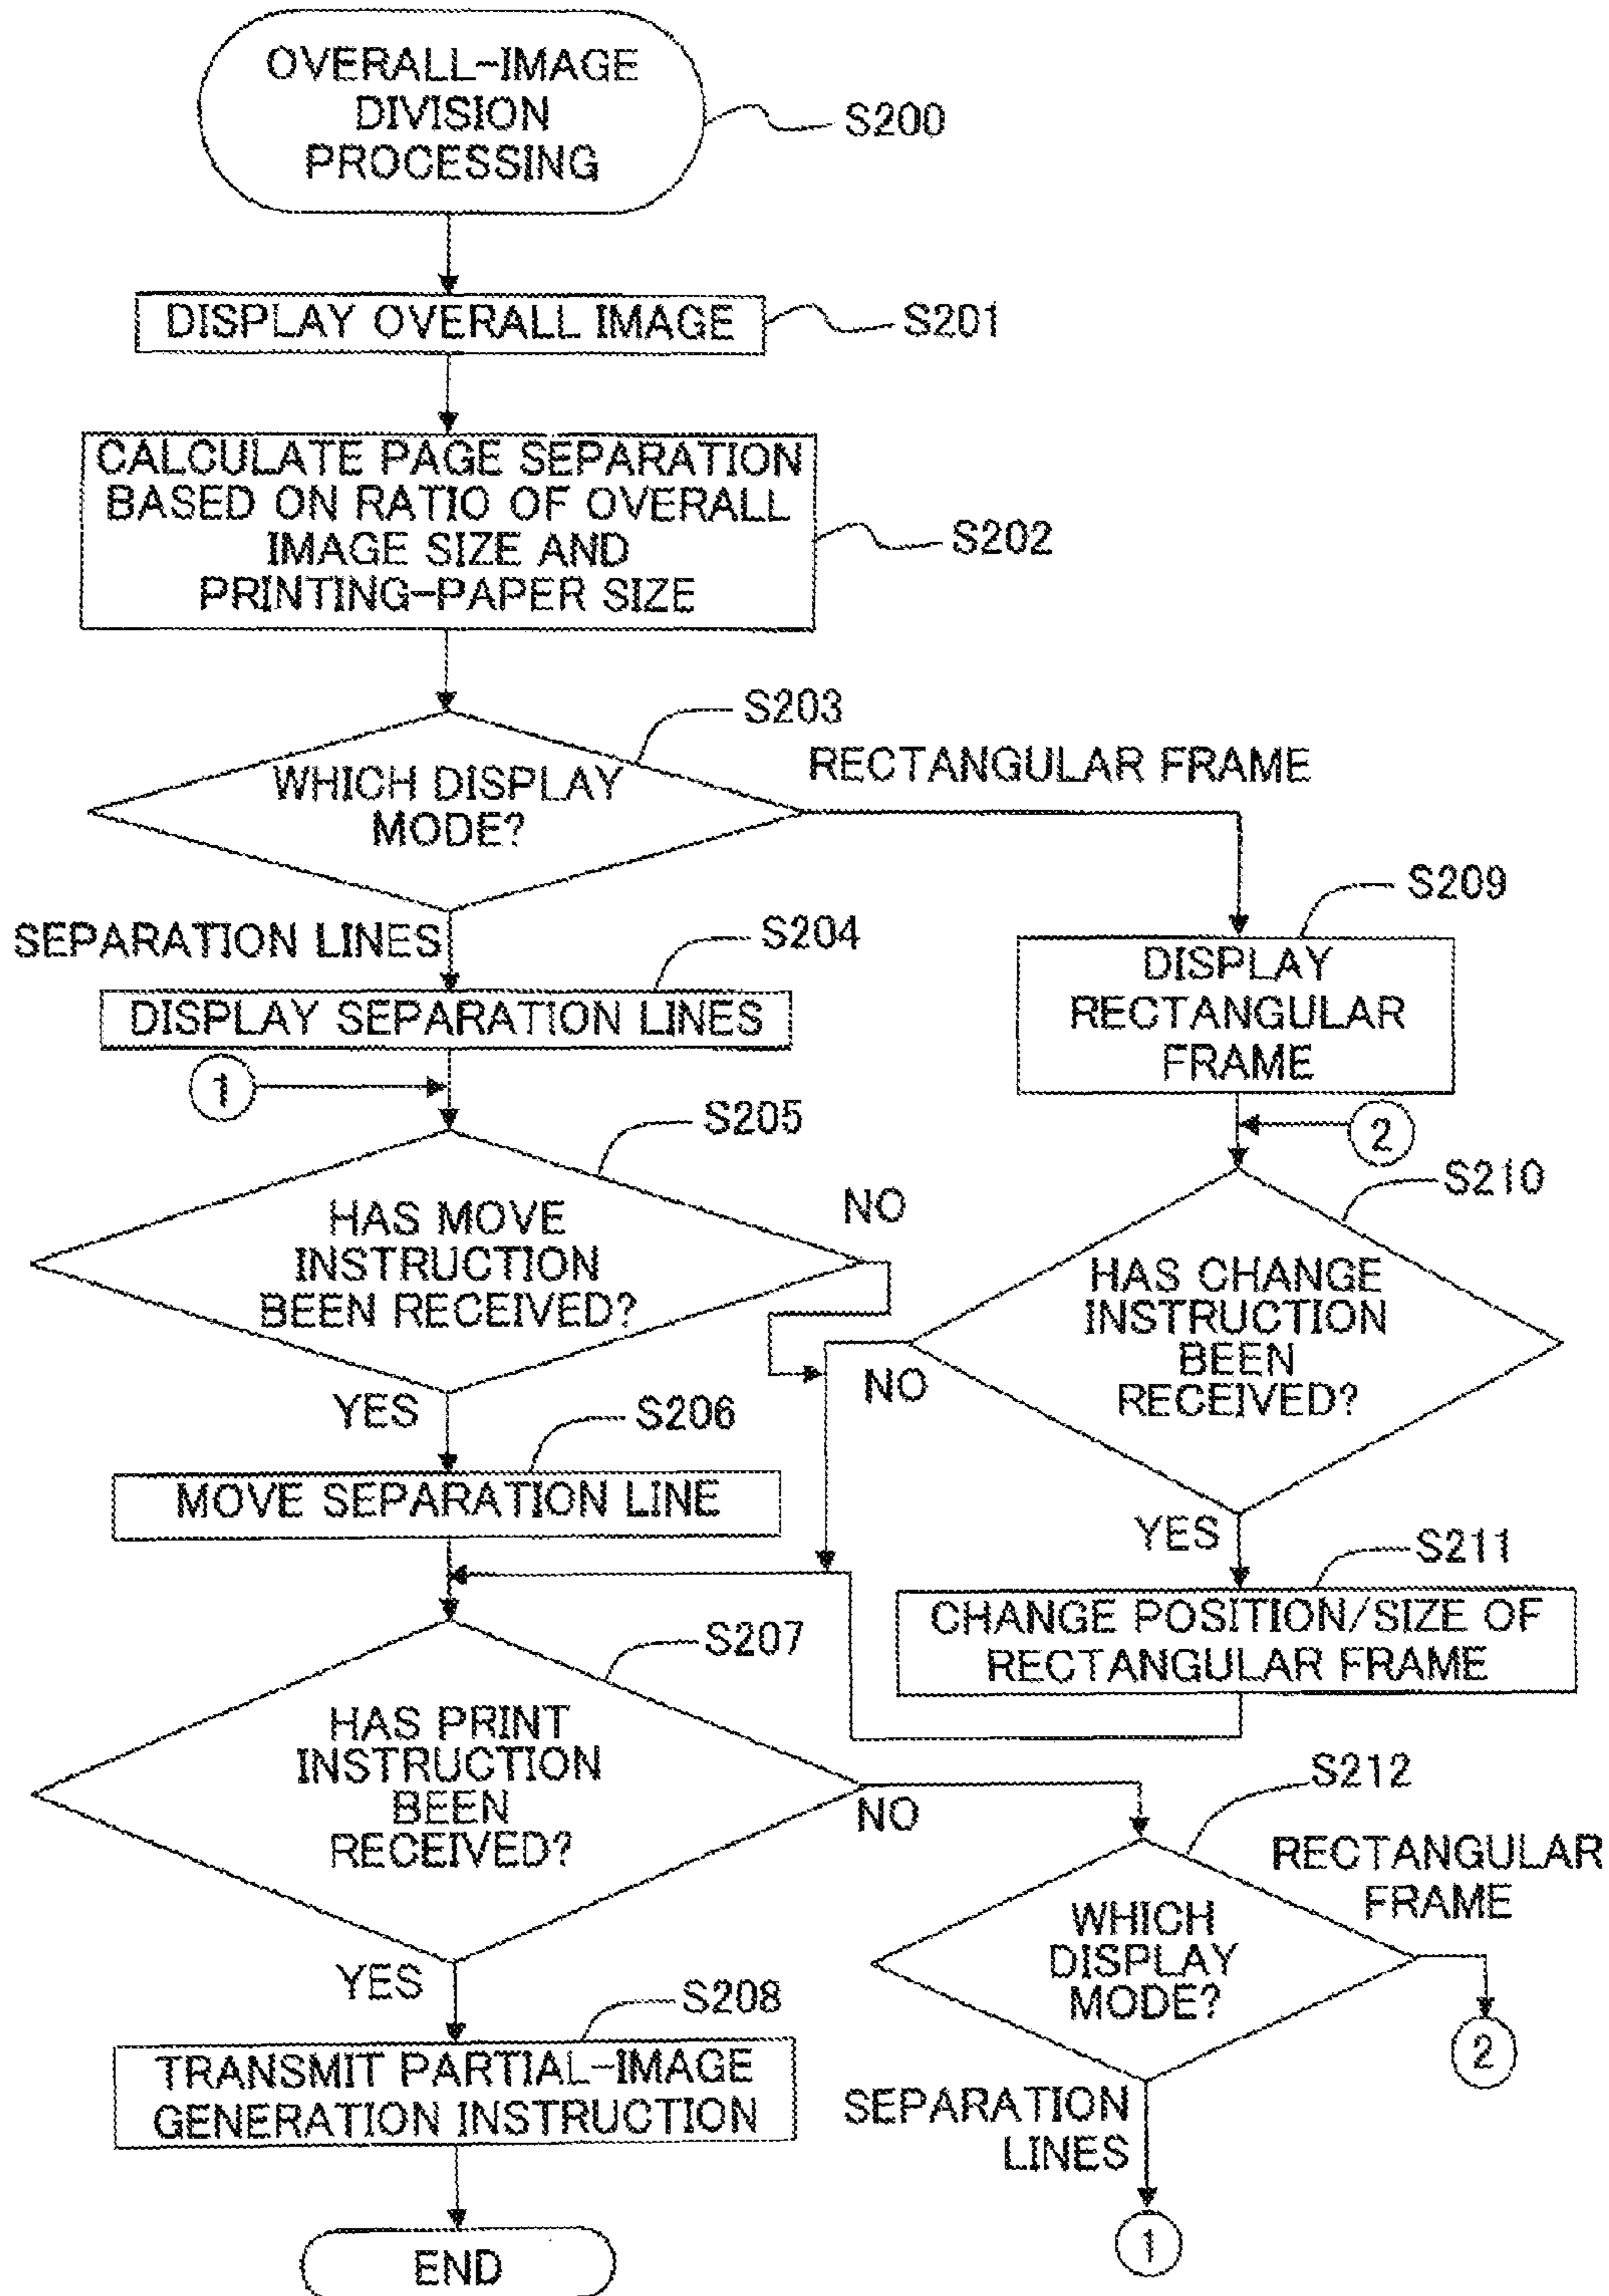 OVERALL-IMAGE
DIVISION
PROCESSING
S200
DISPLAY OVERALL IMAGE
S201
CALCULATE PAGE SEPARATION
BASED ON RATIO OF OVERALL
IMAGE SIZE AND
PRINTING-PAPER SIZE
S202
S203
WHICH DISPLAY
MODE?
RECTANGULAR FRAME
SEPARATION LINES
S204
DISPLAY SEPARATION LINES
1
S209
DISPLAY
RECTANGULAR
FRAME
2
S205
HAS MOVE
INSTRUCTION
BEEN RECEIVED?
NO
YES
S210
HAS CHANGE
INSTRUCTION
BEEN
RECEIVED?
NO
YES
S206
MOVE SEPARATION LINE
S211
CHANGE POSITION/SIZE OF
RECTANGULAR FRAME
S207
HAS PRINT
INSTRUCTION
BEEN
RECEIVED?
NO
YES
S212
WHICH
DISPLAY
MODE?
RECTANGULAR
FRAME
2
SEPARATION
LINES
1
S208
TRANSMIT PARTIAL-IMAGE
GENERATION INSTRUCTION
END